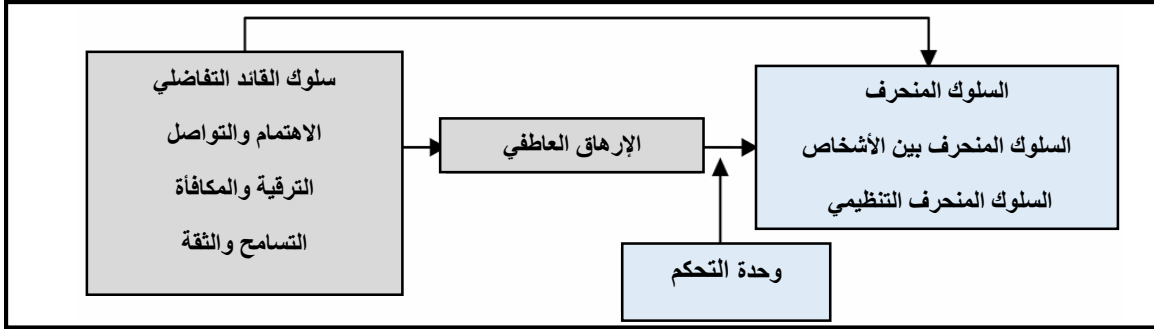 سلوك القائد التفاضلي
الاهتمام والتواصل
الترقية والمكافأة
التسامح والثقة
الإرهاق العاطفي
السلوك المنحرف
السلوك المنحرف بين الأشخاص
السلوك المنحرف التنظيمي
وحدة التحكم